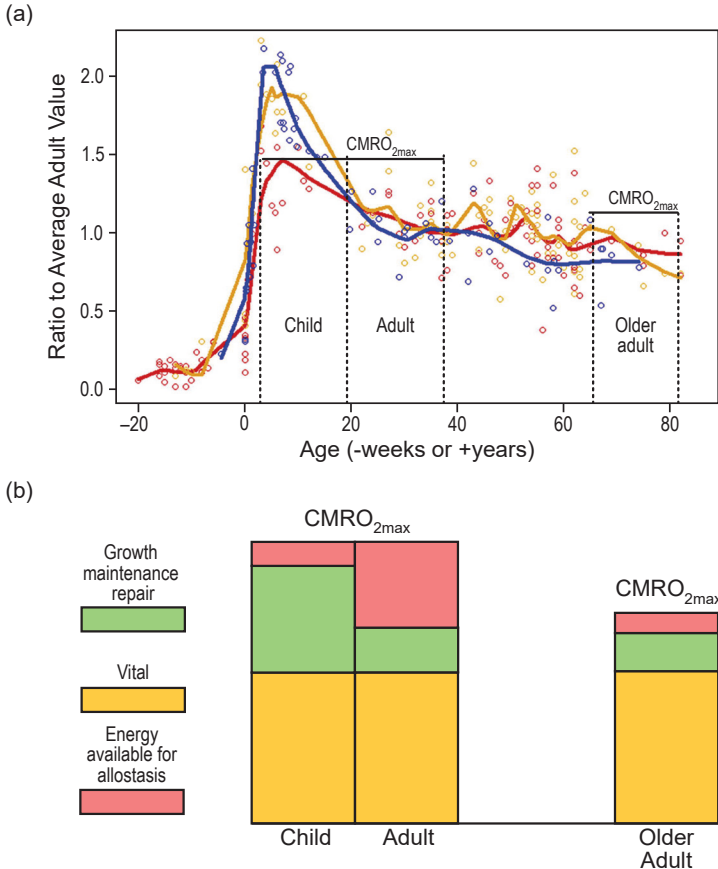 (a)
Ratio to Average Adult Value
2.0
1.5
1.0
0.5
0.0
CMRO2max
CMRO2max
Child
Adult
Older
adult
–20
0
20
40
60
80
Age (-weeks or +years)
(b)
CMRO2max
Growth
maintenance
repair
CMRO2max
Vital
Energy
available for
allostasis
Child
Adult
Older
Adult